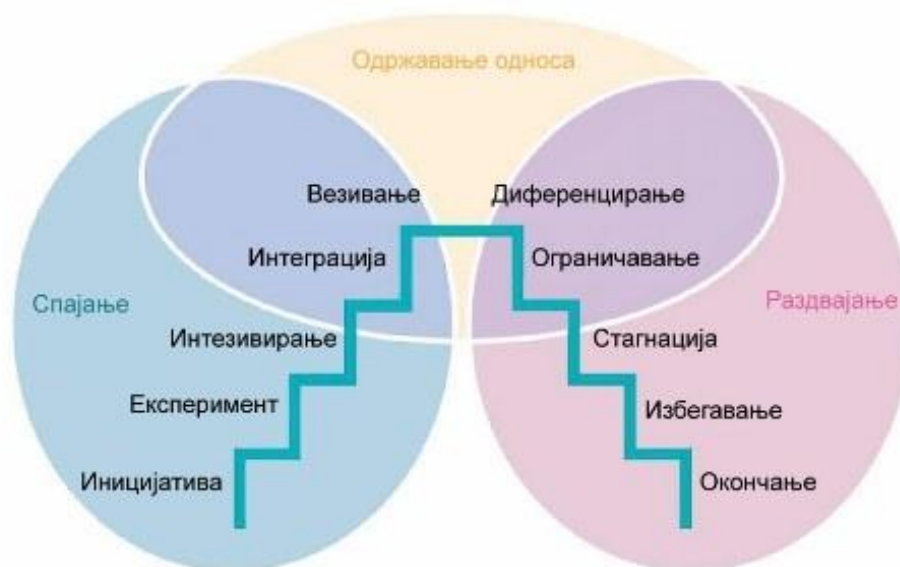 Одржавање односа
Везивање
Диференцирање
Интеграција
Ограничавање
Спајање
Раздвајање
Интезивирање
Стагнација
Експеримент
Избегавање
Иницијатива
Окончање